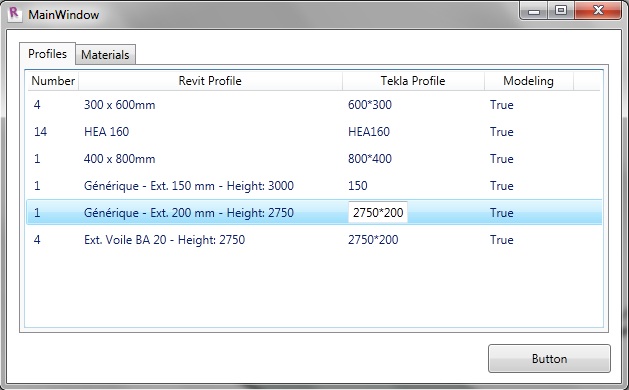 MainWindow
Profiles Materials
Number Revit Profile Tekla Profile Modeling
4 300 x 600mm 600*300 True
14 HEA 160 HEA160 True
1 400 x 800mm 800*400 True
1 Générique - Ext. 150 mm - Height: 3000 150 True
1 Générique - Ext. 200 mm - Height: 2750 2750*200 True
4 Ext. Voile BA 20 - Height: 2750 2750*200 True
Button